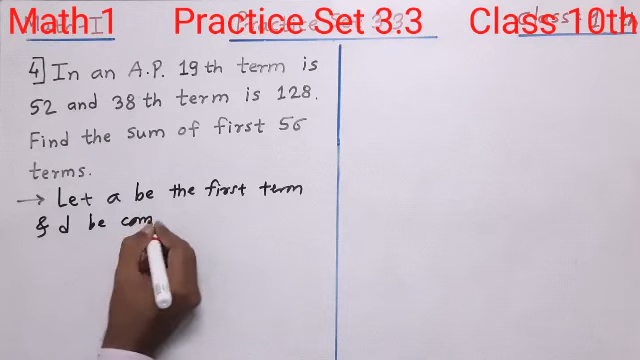 Math 1 Practice Set 3.3 Class 10th
4] In an A.P. 19th term is
52 and 38th term is 128.
Find the sum of first 56
terms.
→ Let a be the first term
& d be com